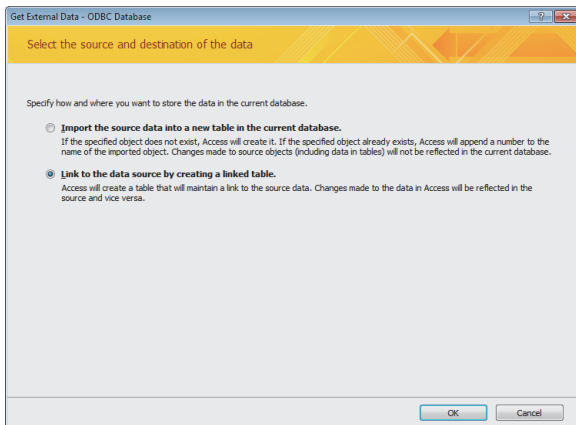 Get External Data - ODBC Database
Select the source and destination of the data
Specify how and where you want to store the data in the current database.
Import the source data into a new table in the current database.
If the specified object does not exist, Access will create it. If the specified object already exists, Access will append a number to the
name of the imported object. Changes made to source objects (including data in tables) will not be reflected in the current database.
Link to the data source by creating a linked table.
Access will create a table that will maintain a link to the source data. Changes made to the data in Access will be reflected in the
source and vice versa.
OK Cancel